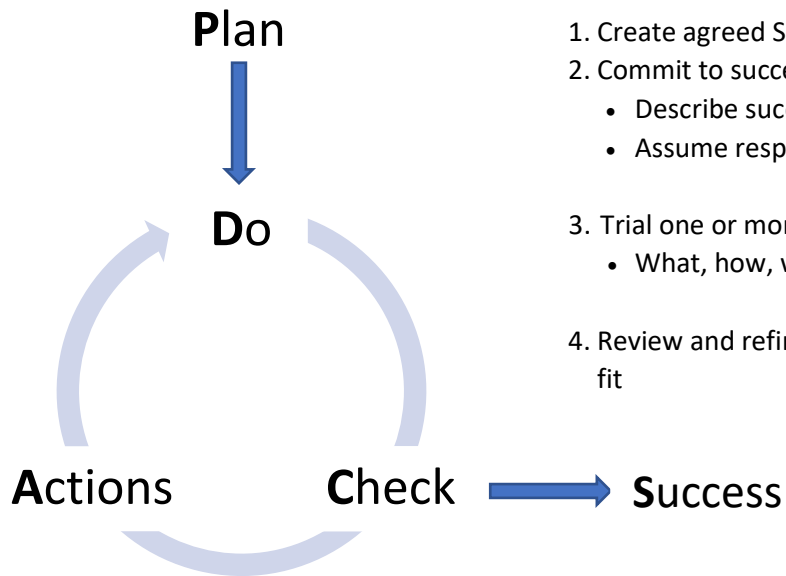 Plan
Do
Actions
Check
Success
1. Create agreed
2. Commit to
• Describe
• Assume
3. Trial one or
• What, how,
4. Review and
fit